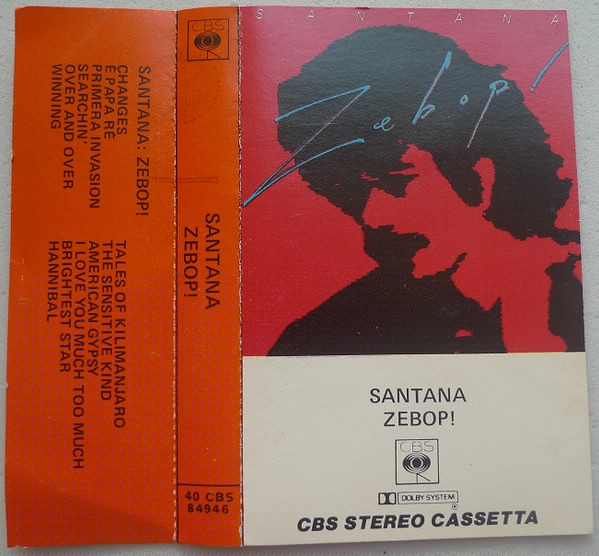 SANTANA: ZEBOP!
CHANGES
E PAPA RÉ
PRIMERA INVASION
SEARCHIN'
OVER AND OVER
WINNING
TALES OF KILIMANJARO
THE SENSITIVE KIND
AMERICAN GYPSY
I LOVE YOU MUCH TOO MUCH
BRIGHTEST STAR
HANNIBAL
CBS
SANTANA
ZEBOP!
40 CBS
84946
SANTANA
Zebop!
SANTANA
ZEBOP!
CBS
DOLBY SYSTEM
CBS STEREO CASSETTA